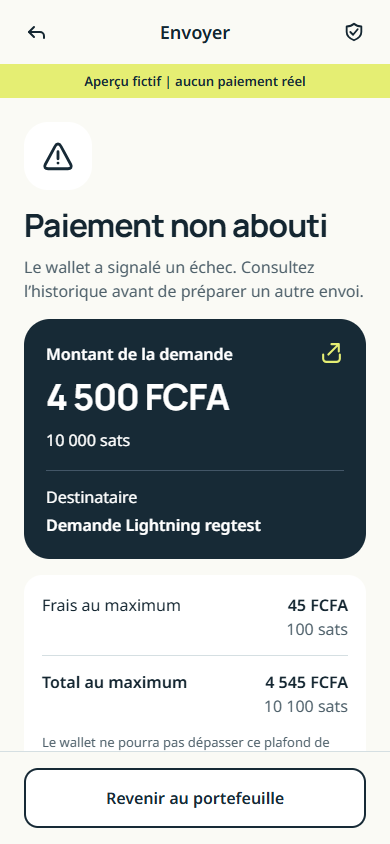 Envoyer
Aperçu fictif | aucun paiement réel
Paiement non abouti
Le wallet a signalé un échec. Consultez
l'historique avant de préparer un autre envoi.
Montant de la demande
4 500 FCFA
10 000 sats
Destinataire
Demande Lightning regtest
Frais au maximum
45 FCFA
100 sats
Total au maximum
4 545 FCFA
10 100 sats
Le wallet ne pourra pas dépasser ce plafond de
Revenir au portefeuille